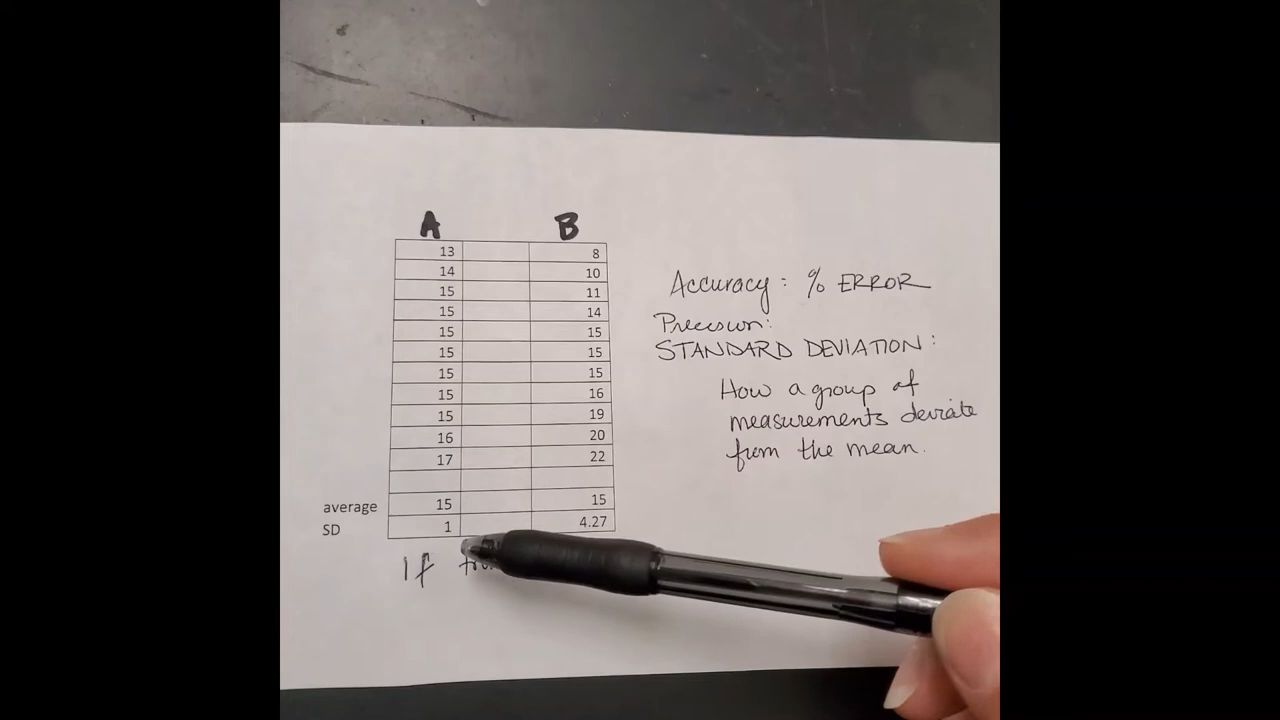 A B
13 8
14 10
15 11
15 14
15 15
15 15
15 15
15 16
15 19
16 20
17 22
average 15 15
SD 1 4.27
If
Accuracy: % ERROR
Precision:
STANDARD DEVIATION:
How a group of
measurements deviate
from the mean.